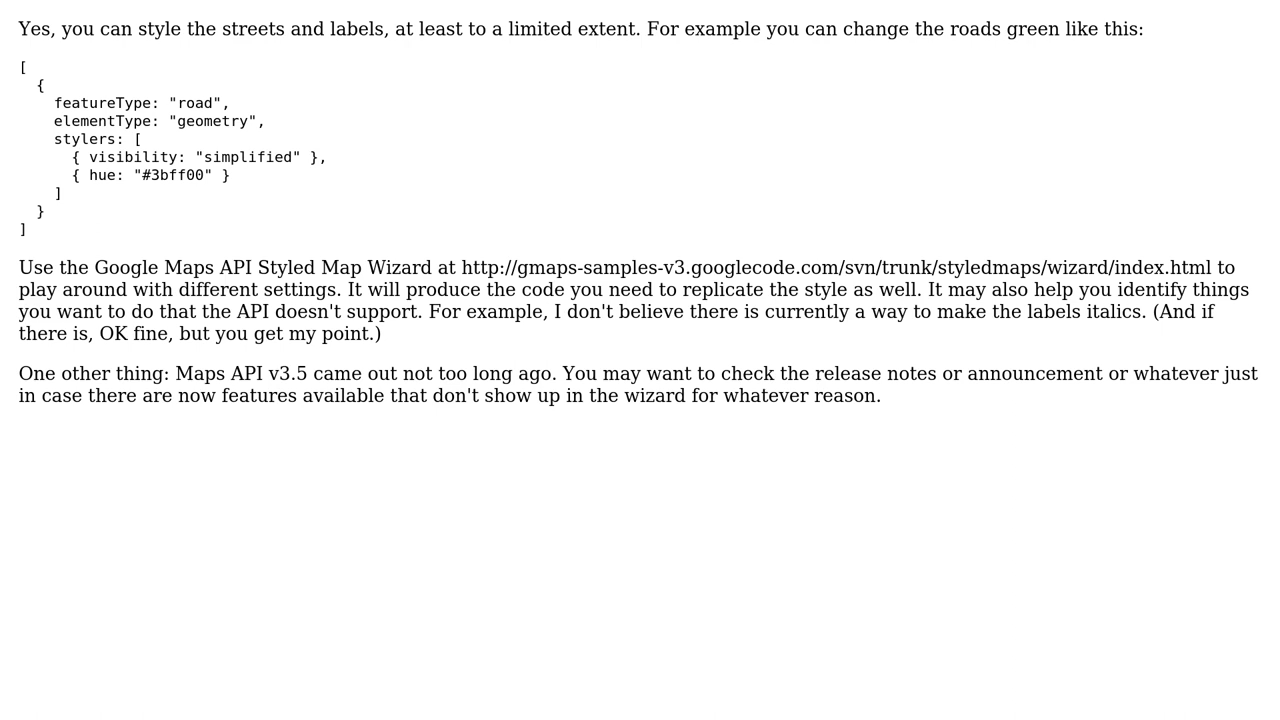 Yes, you can style the streets and labels, at least to a limited extent. For example you can change the roads green like this:
[
  {
    featureType: "road",
    elementType: "geometry",
    stylers: [
      { visibility: "simplified" },
      { hue: "#3bff00" }
    ]
  }
]
Use the Google Maps API Styled Map Wizard at http://gmaps-samples-v3.googlecode.com/svn/trunk/styledmaps/wizard/index.html to
play around with different settings. It will produce the code you need to replicate the style as well. It may also help you identify things
you want to do that the API doesn't support. For example, I don't believe there is currently a way to make the labels italics. (And if
there is, OK fine, but you get my point.)
One other thing: Maps API v3.5 came out not too long ago. You may want to check the release notes or announcement or whatever just
in case there are now features available that don't show up in the wizard for whatever reason.